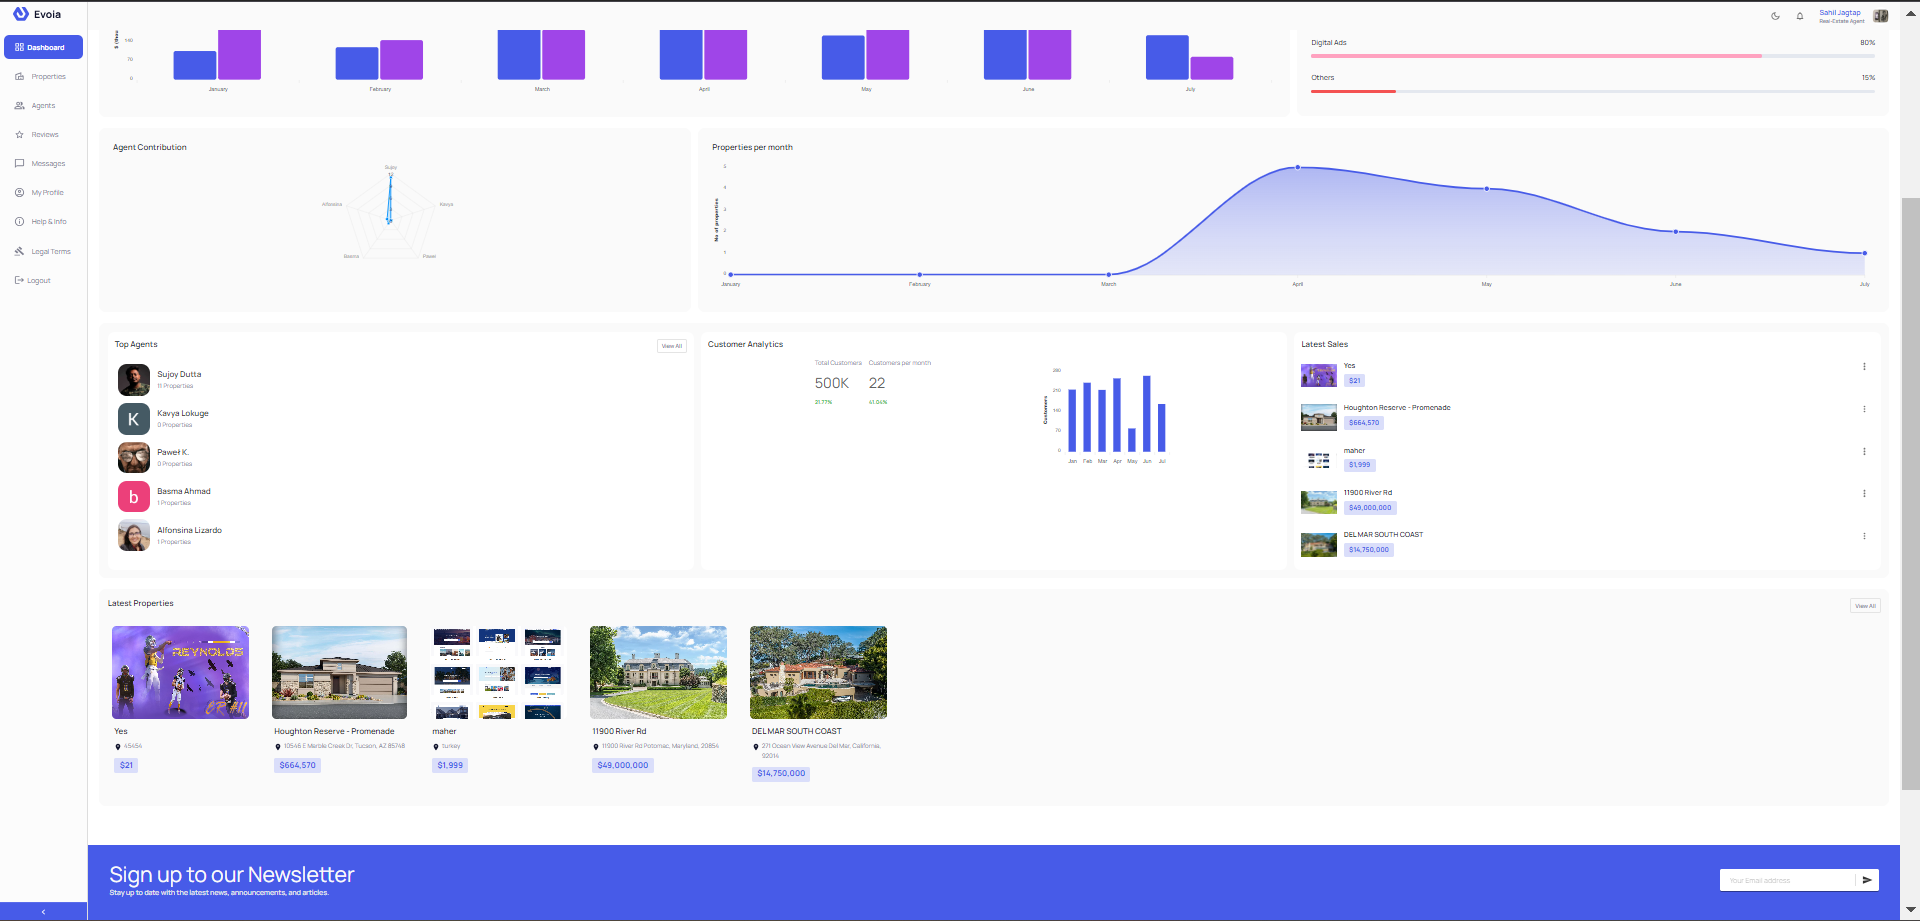 Evoia
Sahil Jagtap
Real-Estate Agent
Dashboard
Properties
Agents
Reviews
Messages
My Profile
Help & Info
Legal Terms
Logout
140
70
0
January
February
March
April
May
June
July
Digital Ads
80%
Others
15%
Agent Contribution
Sujoy
12
Alfonsina
Kavya
Basma
Paweł
Properties per month
No of properties
5
4
3
2
1
0
January
February
March
April
May
June
July
Top Agents
View All
Sujoy Dutta
11 Properties
K
Kavya Lokuge
0 Properties
Paweł K.
0 Properties
b
Basma Ahmad
1 Properties
Alfonsina Lizardo
1 Properties
Customer Analytics
Total Customers
Customers per month
500K
22
21.77%
41.04%
Customers
280
210
140
70
0
Jan
Feb
Mar
Apr
May
Jun
Jul
Latest Sales
Yes
$21
Houghton Reserve - Promenade
$664,570
maher
$1,999
11900 River Rd
$49,000,000
DEL MAR SOUTH COAST
$14,750,000
Latest Properties
View All
REYNOLDS
CR #11
Yes
45454
$21
Houghton Reserve - Promenade
10546 E Marble Creek Dr, Tucson, AZ 85748
$664,570
maher
turkey
$1,999
11900 River Rd
11900 River Rd Potomac, Maryland, 20854
$49,000,000
DEL MAR SOUTH COAST
271 Ocean View Avenue Del Mar, California,
92014
$14,750,000
Sign up to our Newsletter
Stay up to date with the latest news, announcements, and articles.
Your Email address